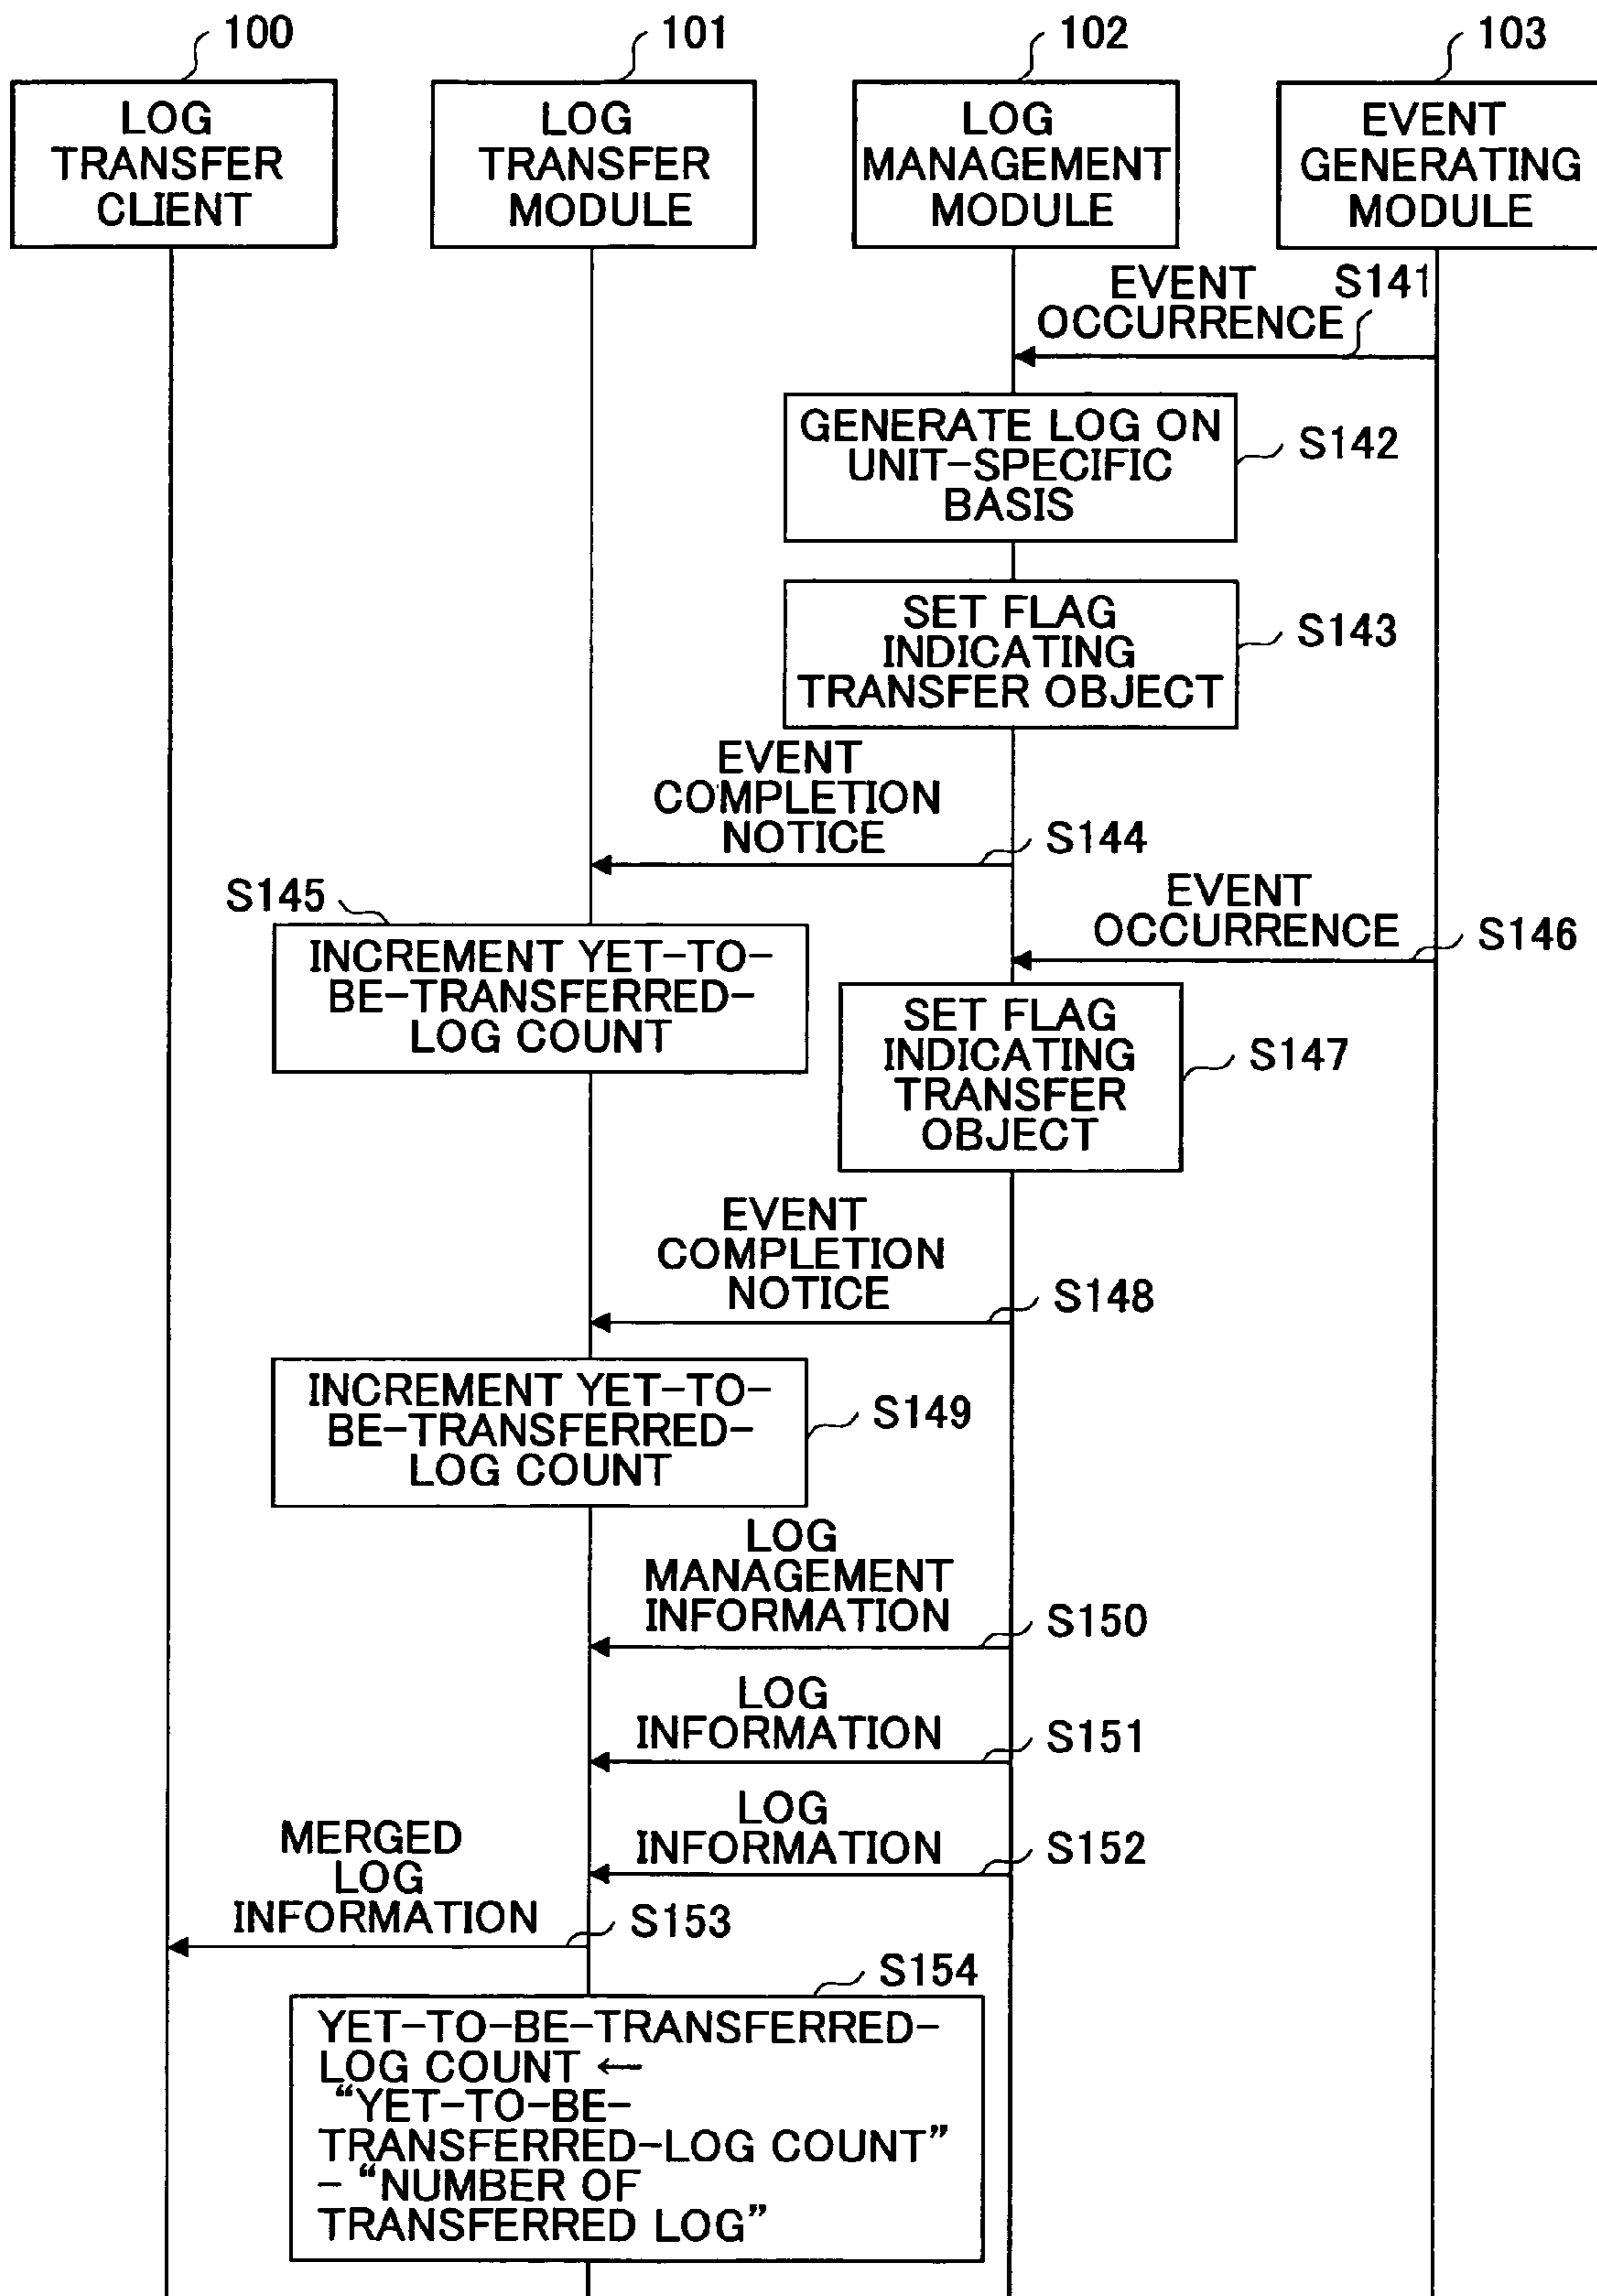 100
101
102
103
LOG
TRANSFER
CLIENT
LOG
TRANSFER
MODULE
LOG
MANAGEMENT
MODULE
EVENT
GENERATING
MODULE
EVENT
OCCURRENCE
S141
GENERATE LOG ON
UNIT-SPECIFIC
BASIS
S142
SET FLAG
INDICATING
TRANSFER OBJECT
S143
EVENT
COMPLETION
NOTICE
S144
S145
INCREMENT YET-TO-
BE-TRANSFERRED-
LOG COUNT
EVENT
OCCURRENCE
S146
SET FLAG
INDICATING
TRANSFER
OBJECT
S147
EVENT
COMPLETION
NOTICE
S148
INCREMENT YET-TO-
BE-TRANSFERRED-
LOG COUNT
S149
LOG
MANAGEMENT
INFORMATION
S150
LOG
INFORMATION
S151
LOG
INFORMATION
S152
MERGED
LOG
INFORMATION
S153
S154
YET-TO-BE-TRANSFERRED-
LOG COUNT ←
“YET-TO-BE-
TRANSFERRED-LOG COUNT”
- “NUMBER OF
TRANSFERRED LOG”